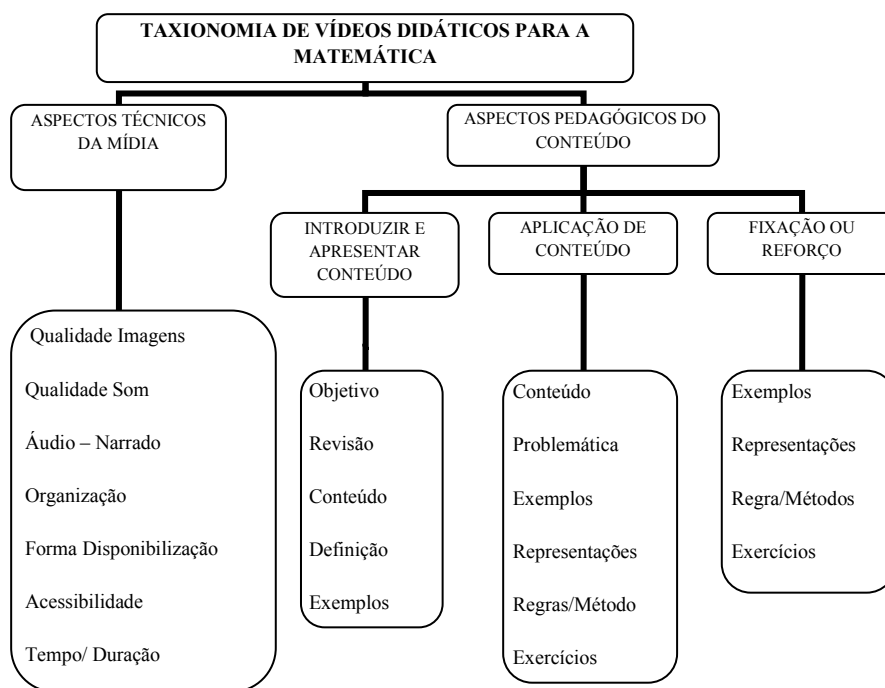 TAXIONOMIA DE VÍDEOS DIDÁTICOS PARA A
MATEMÁTICA
ASPECTOS TÉCNICOS
DA MÍDIA
ASPECTOS PEDAGÓGICOS DO
CONTEÚDO
INTRODUZIR E
APRESENTAR
CONTEÚDO
APLICAÇÃO DE
CONTEÚDO
FIXAÇÃO OU
REFORÇO
Qualidade Imagens
Qualidade Som
Áudio – Narrado
Organização
Forma Disponibilização
Acessibilidade
Tempo/ Duração
Objetivo
Revisão
Conteúdo
Definição
Exemplos
Conteúdo
Problemática
Exemplos
Representações
Regras/Método
Exercícios
Exemplos
Representações
Regra/Métodos
Exercícios